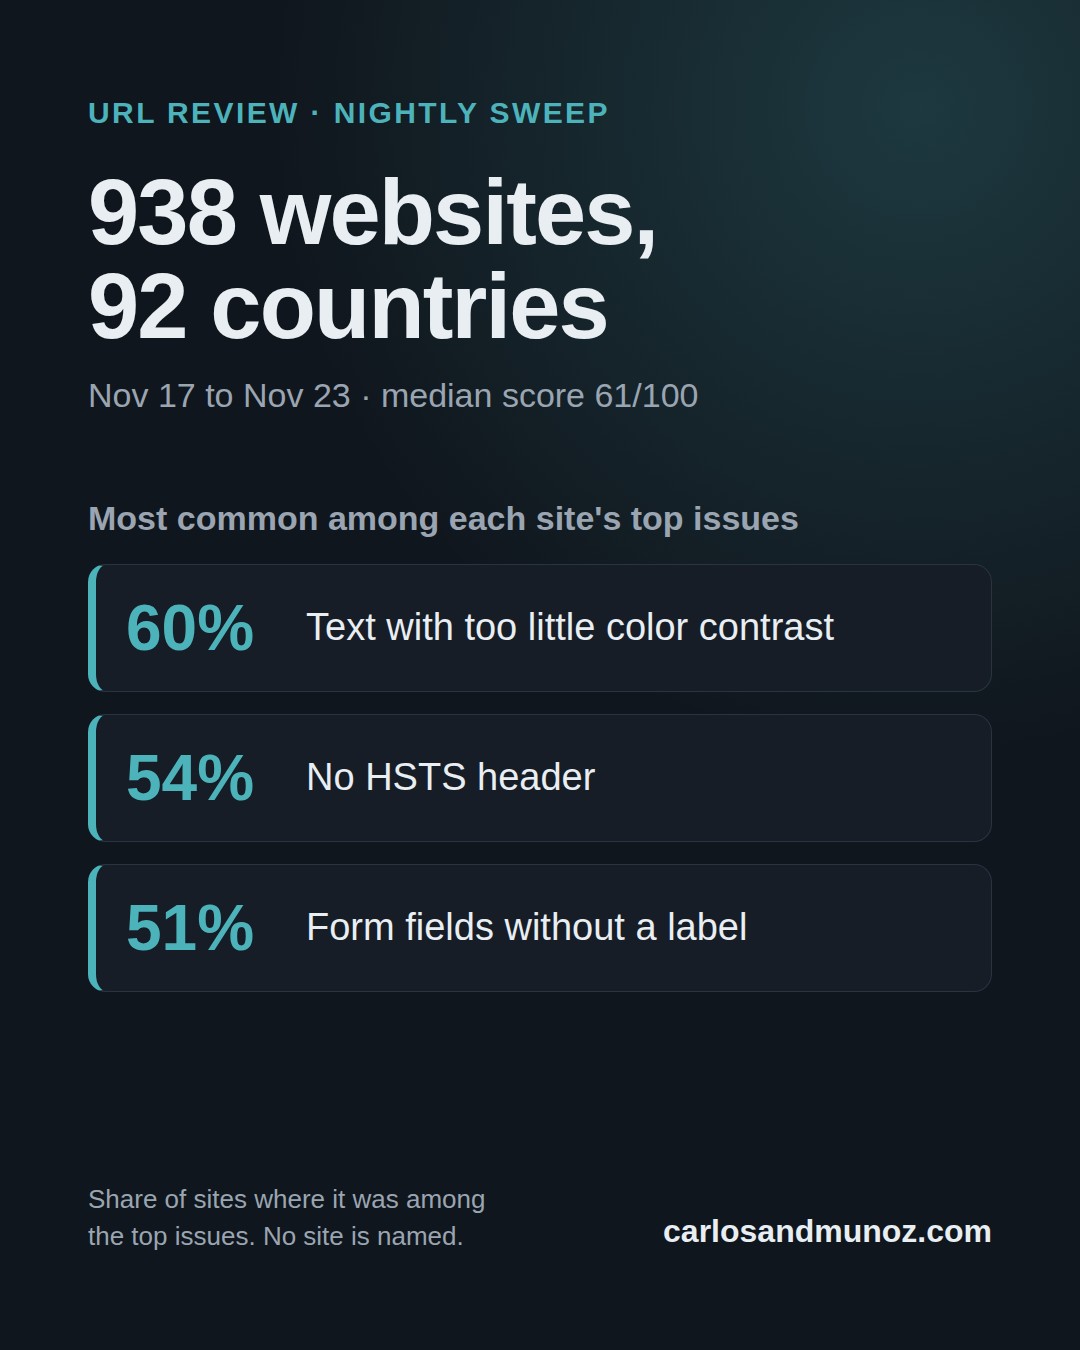 URL REVIEW · NIGHTLY SWEEP
938 websites,
92 countries
Nov 17 to Nov 23 · median score 61/100
Most common among each site's top issues
60% Text with too little color contrast
54% No HSTS header
51% Form fields without a label
Share of sites where it was among
the top issues. No site is named.
carlosandmunoz.com